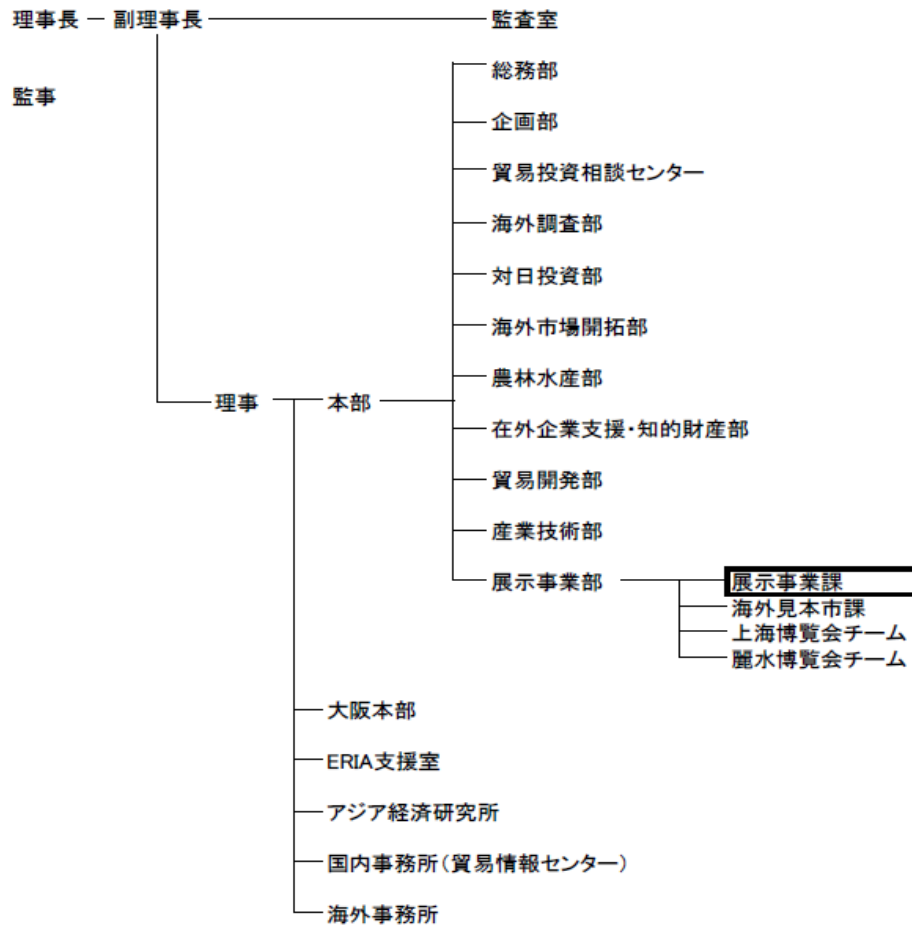 理事長 ― 副理事長 監査室
総務部
監事
企画部
貿易投資相談センター
海外調査部
対日投資部
海外市場開拓部
農林水産部
理事 本部
在外企業支援・知的財産部
貿易開発部
産業技術部
展示事業部 展示事業課
海外見本市課
上海博覧会チーム
麗水博覧会チーム
大阪本部
ERIA支援室
アジア経済研究所
国内事務所(貿易情報センター)
海外事務所